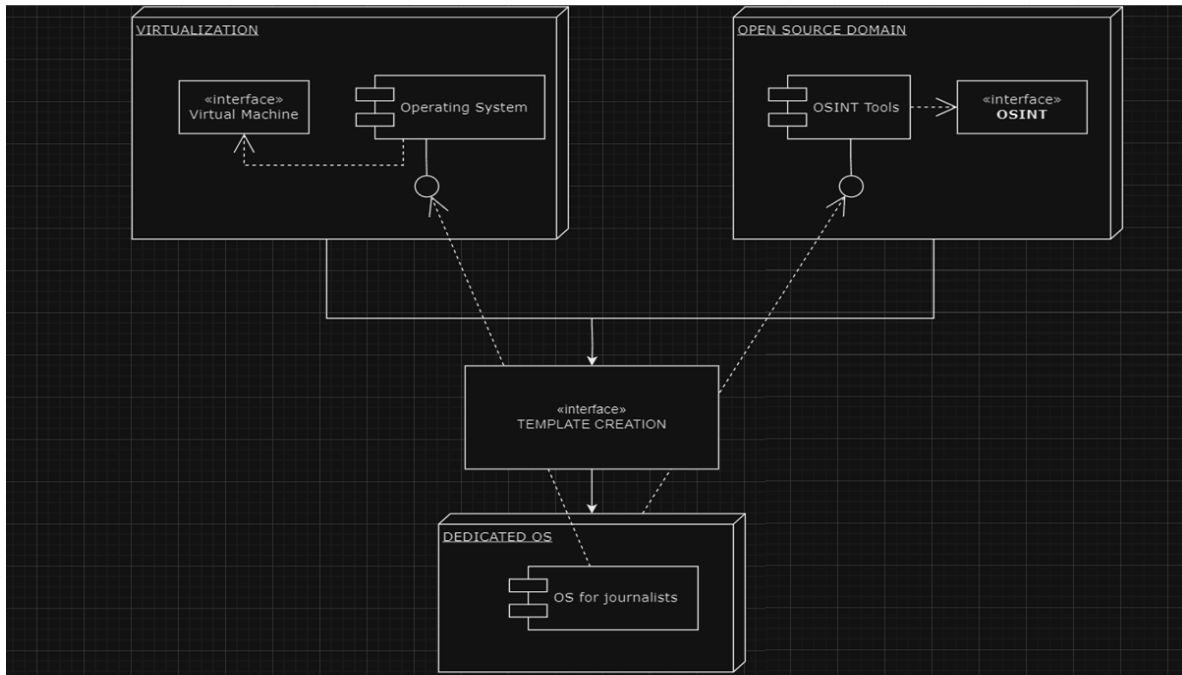 VIRTUALIZATION
«interface»
Virtual Machine
Operating System
OPEN SOURCE DOMAIN
OSINT Tools
«interface»
OSINT
«interface»
TEMPLATE CREATION
DEDICATED OS
OS for journalists